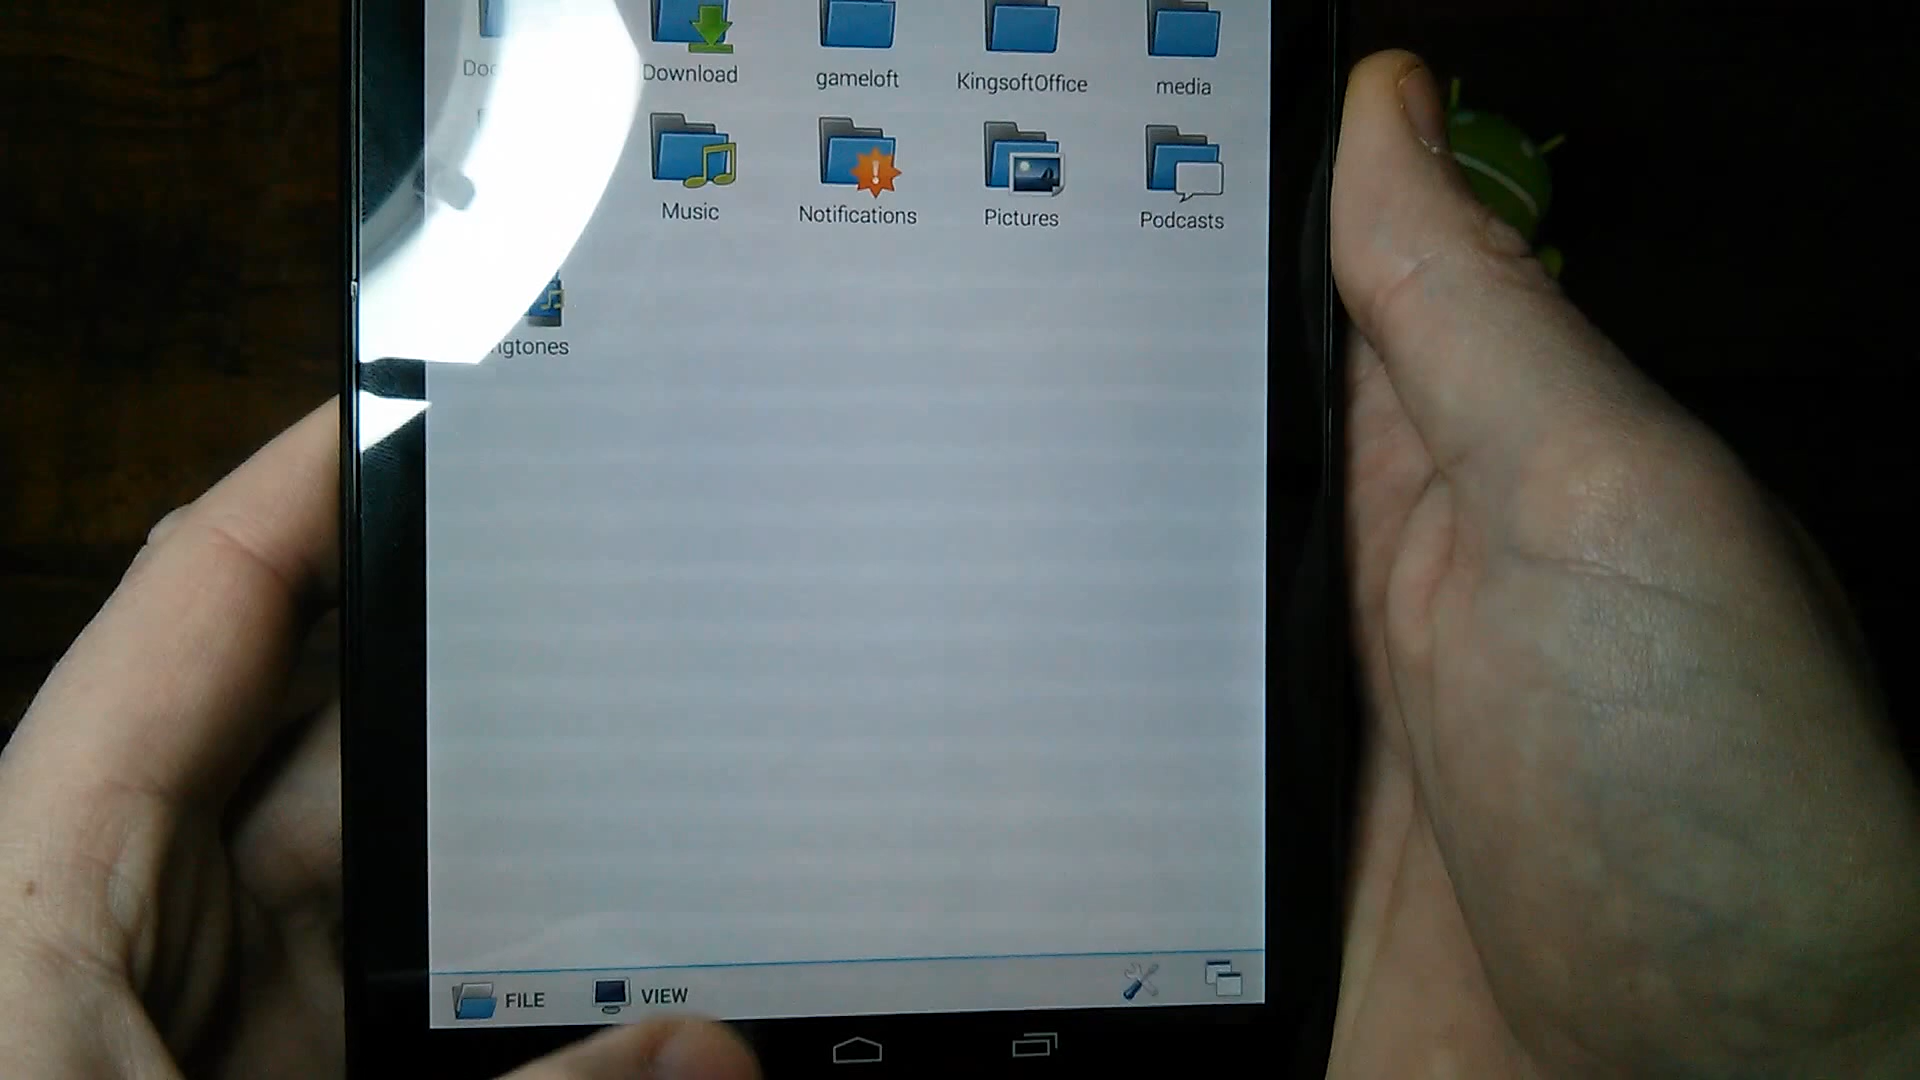 Download
gameloft
KingsoftOffice
media
Music
Notifications
Pictures
Podcasts
FILE
VIEW